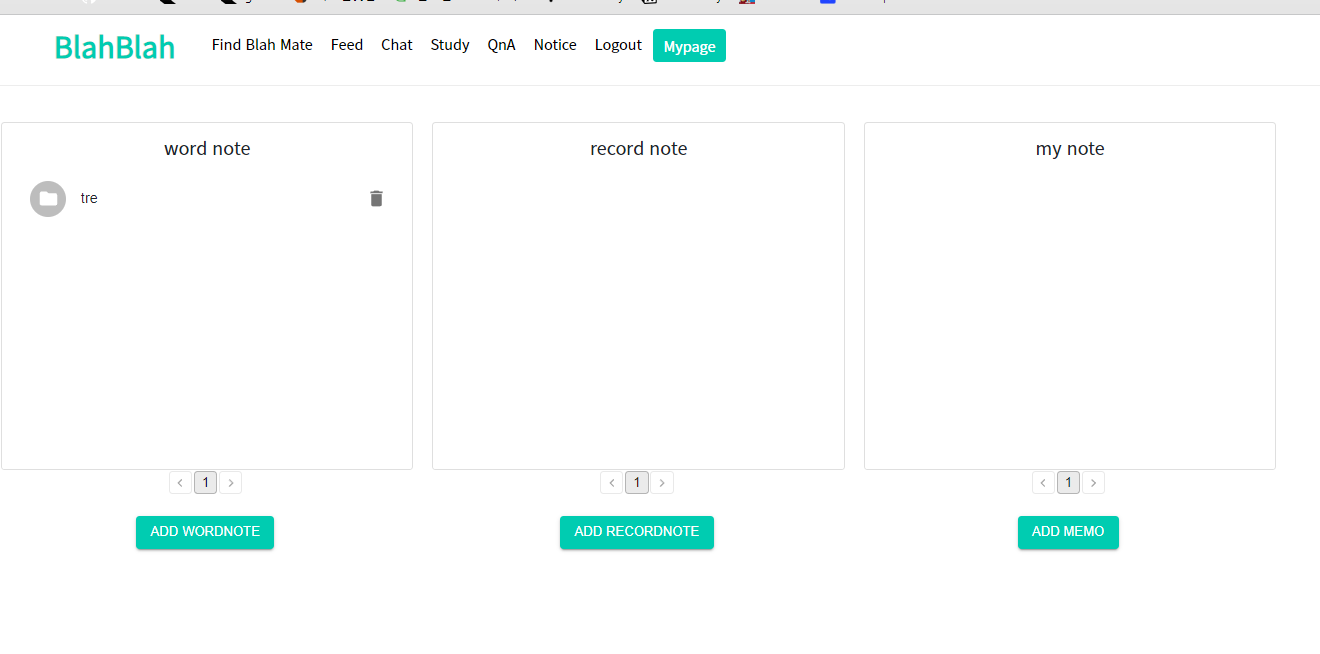 BlahBlah
Find Blah Mate Feed Chat Study QnA Notice Logout Mypage
word note
tre
1
ADD WORDNOTE
record note
1
ADD RECORDNOTE
my note
1
ADD MEMO